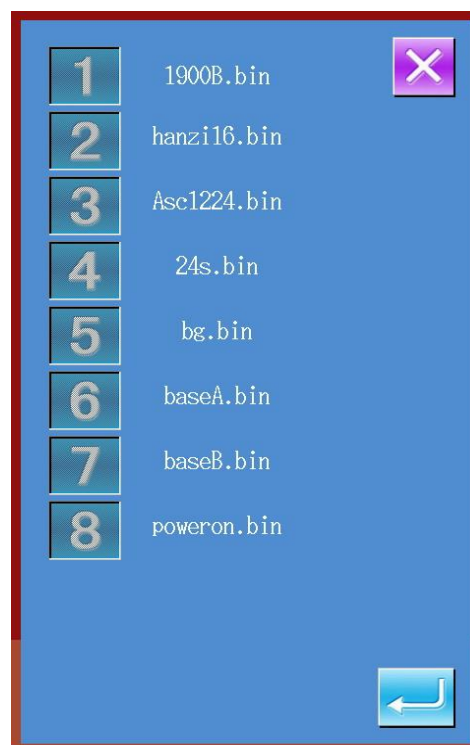 1 1900B.bin
2 hanzi16.bin
3 Asc1224.bin
4 24s.bin
5 bg.bin
6 baseA.bin
7 baseB.bin
8 poweron.bin